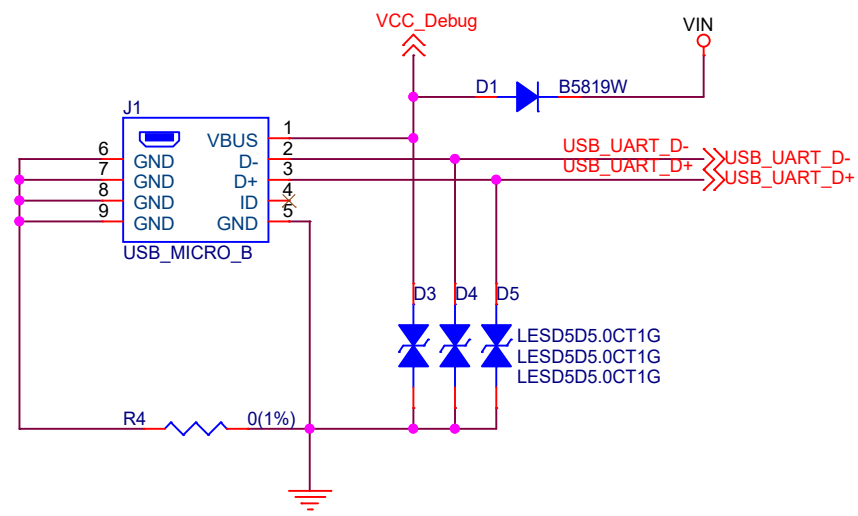 VCC_Debug
VIN
D1
B5819W
J1
1
VBUS
USB_UART_D-
6
GND
2
D-
USB_UART_D-
USB_UART_D+
7
GND
3
D+
USB_UART_D+
8
GND
4
ID
9
GND
5
GND
USB_MICRO_B
D3
D4
D5
LESD5D5.0CT1G
LESD5D5.0CT1G
LESD5D5.0CT1G
R4
0(1%)